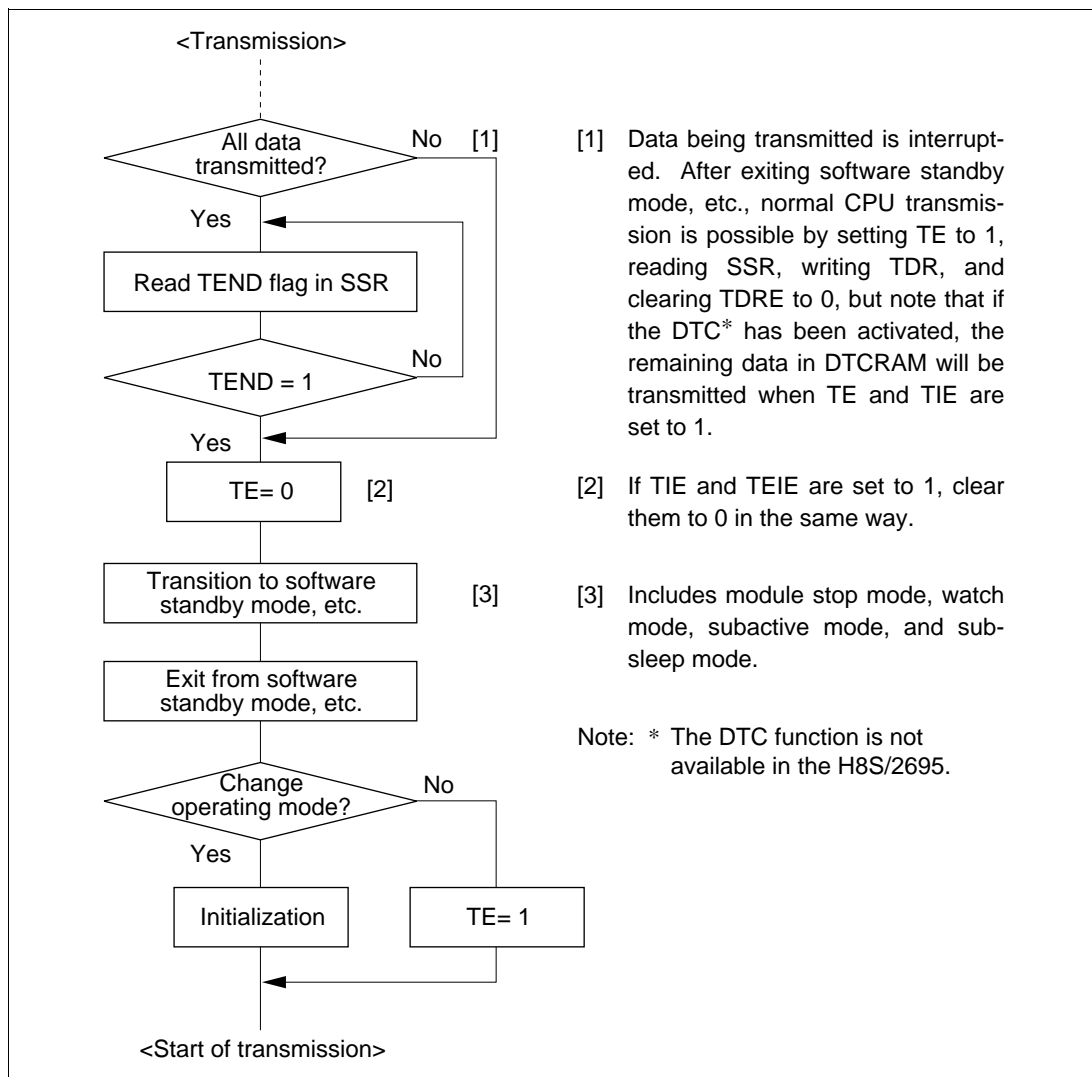 <Transmission>
All data
transmitted?
No
[1]
Yes
Read TEND flag in SSR
TEND = 1
No
Yes
TE= 0
[2]
Transition to software
standby mode, etc.
[3]
Exit from software
standby mode, etc.
Change
operating mode?
No
Yes
Initialization
TE= 1
<Start of transmission>
[1] Data being transmitted is interrupt-
ed. After exiting software standby
mode, etc., normal CPU transmis-
sion is possible by setting TE to 1,
reading SSR, writing TDR, and
clearing TDRE to 0, but note that if
the DTC* has been activated, the
remaining data in DTCRAM will be
transmitted when TE and TIE are
set to 1.
[2] If TIE and TEIE are set to 1, clear
them to 0 in the same way.
[3] Includes module stop mode, watch
mode, subactive mode, and sub-
sleep mode.
Note: * The DTC function is not
available in the H8S/2695.